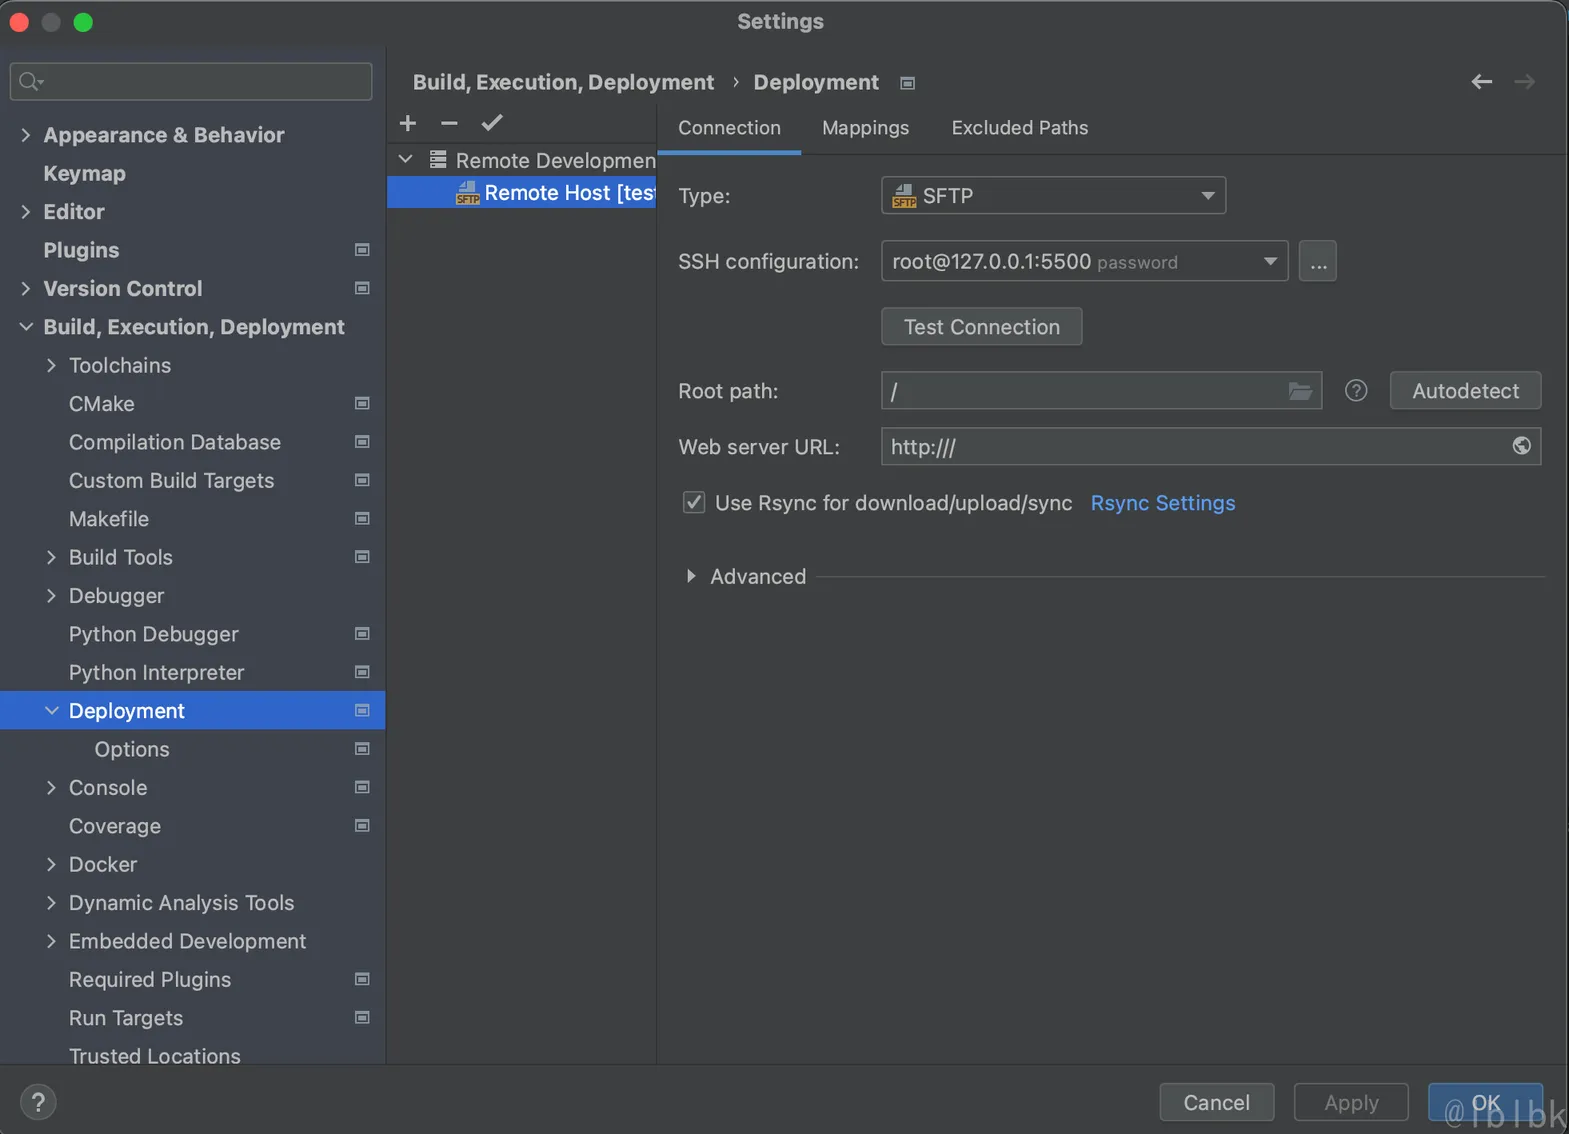 Settings
Build, Execution, Deployment › Deployment
Appearance & Behavior
Keymap
Editor
Plugins
Version Control
Build, Execution, Deployment
Toolchains
CMake
Compilation Database
Custom Build Targets
Makefile
Build Tools
Debugger
Python Debugger
Python Interpreter
Deployment
Options
Console
Coverage
Docker
Dynamic Analysis Tools
Embedded Development
Required Plugins
Run Targets
Trusted Locations
Remote Developmen
SFTP Remote Host [test
Connection Mappings Excluded Paths
Type: SFTP SFTP
SSH configuration: root@127.0.0.1:5500 password ...
Test Connection
Root path: / ? Autodetect
Web server URL: http:///
Use Rsync for download/upload/sync Rsync Settings
Advanced
? Cancel Apply OK
@lblbk